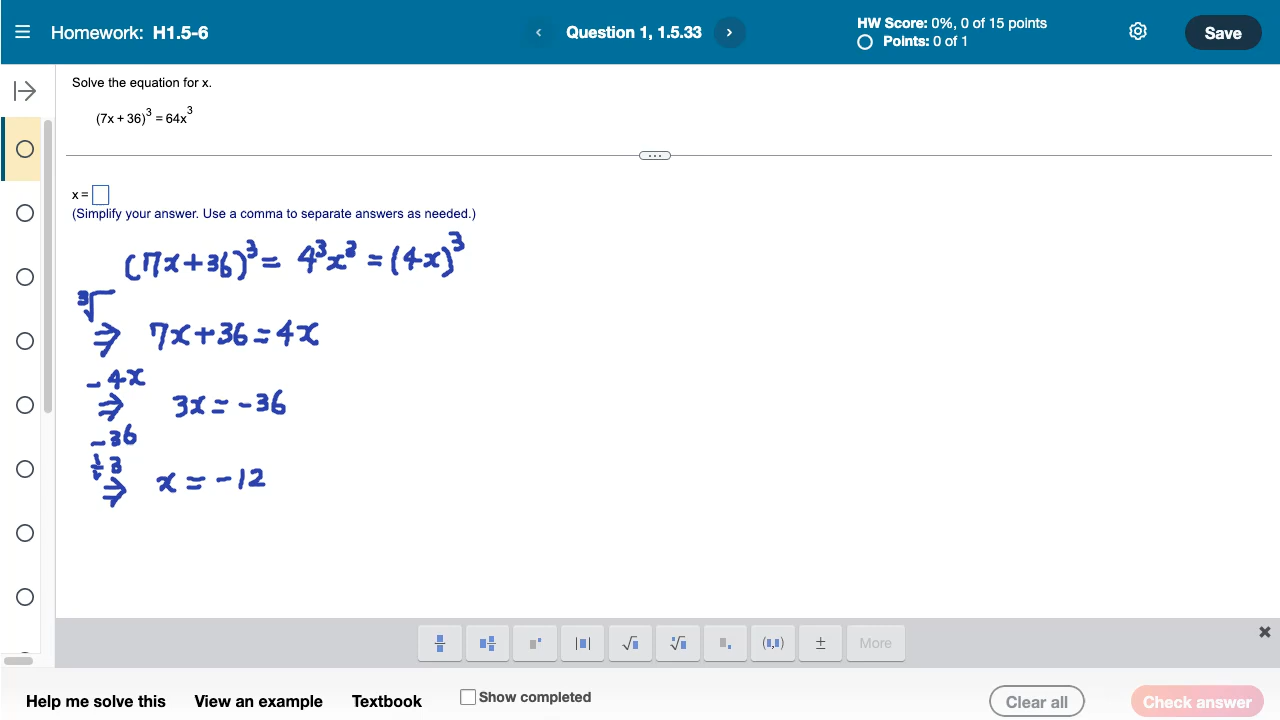 Homework: H1.5-6
Question 1, 1.5.33
HW Score: 0%, 0 of 15 points
Points: 0 of 1
Save
Solve the equation for x.
(7x + 36)³ = 64x³
x =
(Simplify your answer. Use a comma to separate answers as needed.)
(7x+36)³ = 4³x³ = (4x)³
³√
⇒ 7x+36=4x
-4x
⇒ 3x = -36
-36
÷3
⇒ x = -12
More
Help me solve this
View an example
Textbook
Show completed
Clear all
Check answer